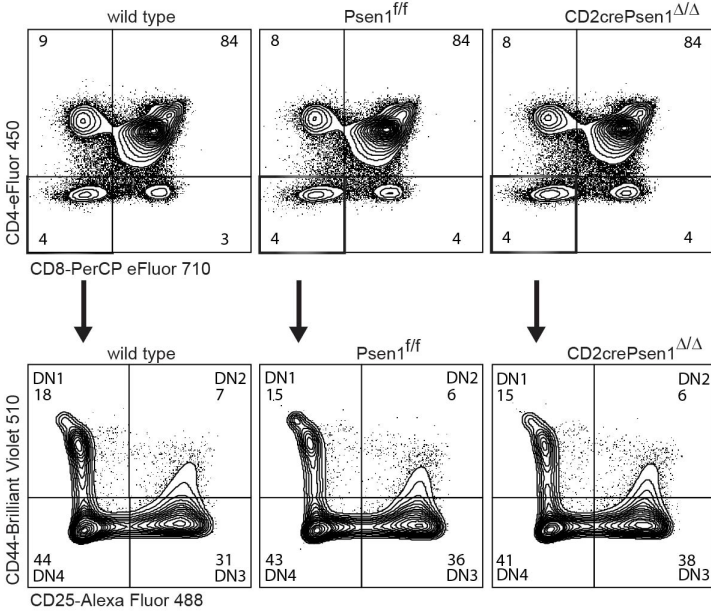 wild type
Psen1f/f
CD2crePsen1Δ/Δ
9
84
8
84
8
84
CD4-eFluor 450
4
3
4
4
4
4
CD8-PerCP eFluor 710
wild type
Psen1f/f
CD2crePsen1Δ/Δ
DN1
18
DN2
7
DN1
15
DN2
6
DN1
15
DN2
6
CD44-Brilliant Violet 510
44
DN4
31
DN3
43
DN4
36
DN3
41
DN4
38
DN3
CD25-Alexa Fluor 488